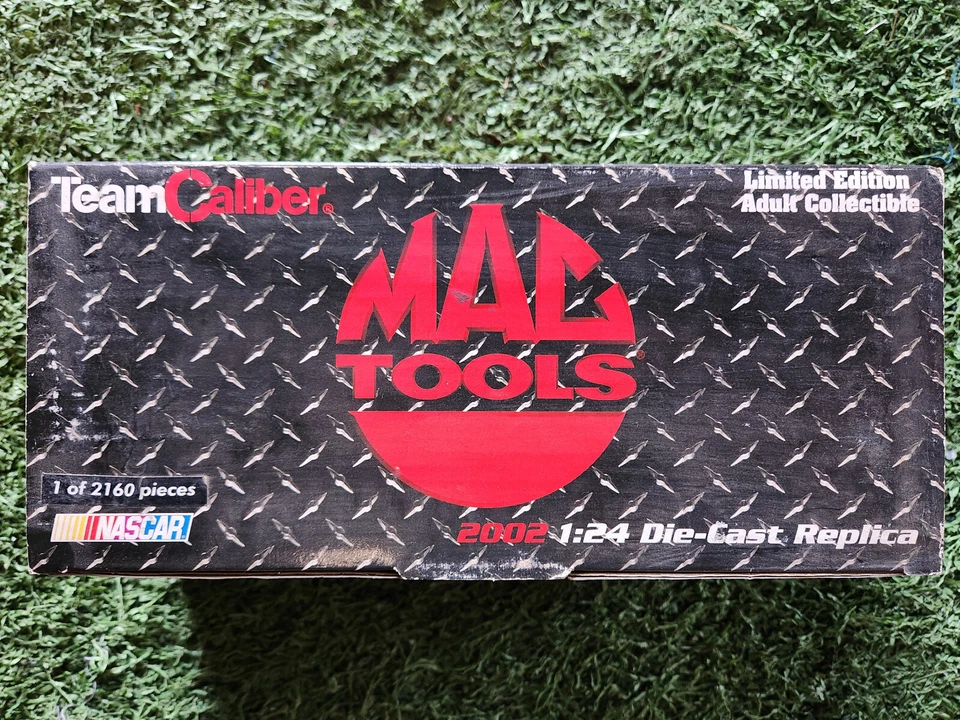 TeamCaliber®
Limited Edition
Adult Collectible
MAC
TOOLS®
1 of 2160 pieces
NASCAR
2002 1:24 Die-Cast Replica